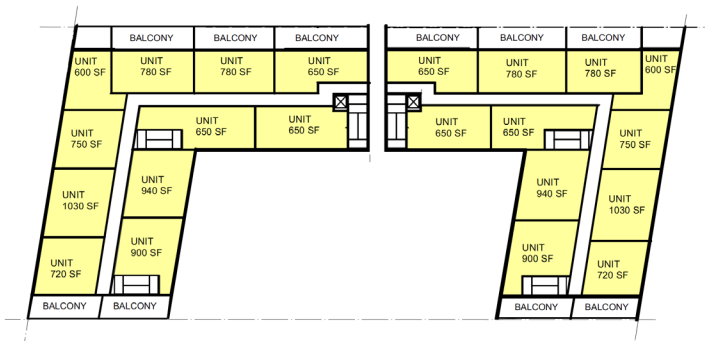 BALCONY BALCONY BALCONY BALCONY BALCONY BALCONY
UNIT
600 SF
UNIT
780 SF
UNIT
780 SF
UNIT
650 SF
UNIT
650 SF
UNIT
780 SF
UNIT
780 SF
UNIT
600 SF
UNIT
650 SF
UNIT
650 SF
UNIT
650 SF
UNIT
650 SF
UNIT
750 SF
UNIT
750 SF
UNIT
940 SF
UNIT
940 SF
UNIT
1030 SF
UNIT
1030 SF
UNIT
900 SF
UNIT
900 SF
UNIT
720 SF
UNIT
720 SF
BALCONY BALCONY BALCONY BALCONY